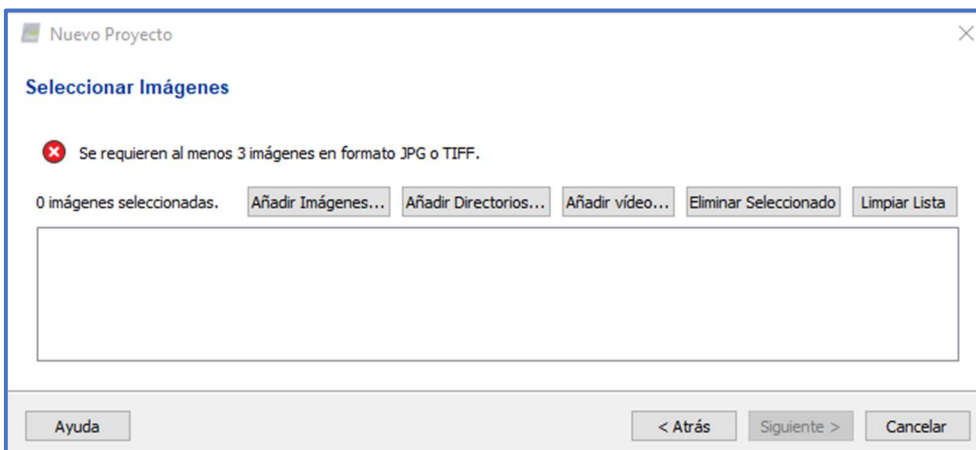 Nuevo Proyecto
Seleccionar Imágenes
Se requieren al menos 3 imágenes en formato JPG o TIFF.
0 imágenes seleccionadas. Añadir Imágenes... Añadir Directorios... Añadir vídeo... Eliminar Seleccionado Limpiar Lista
Ayuda < Atrás Siguiente > Cancelar